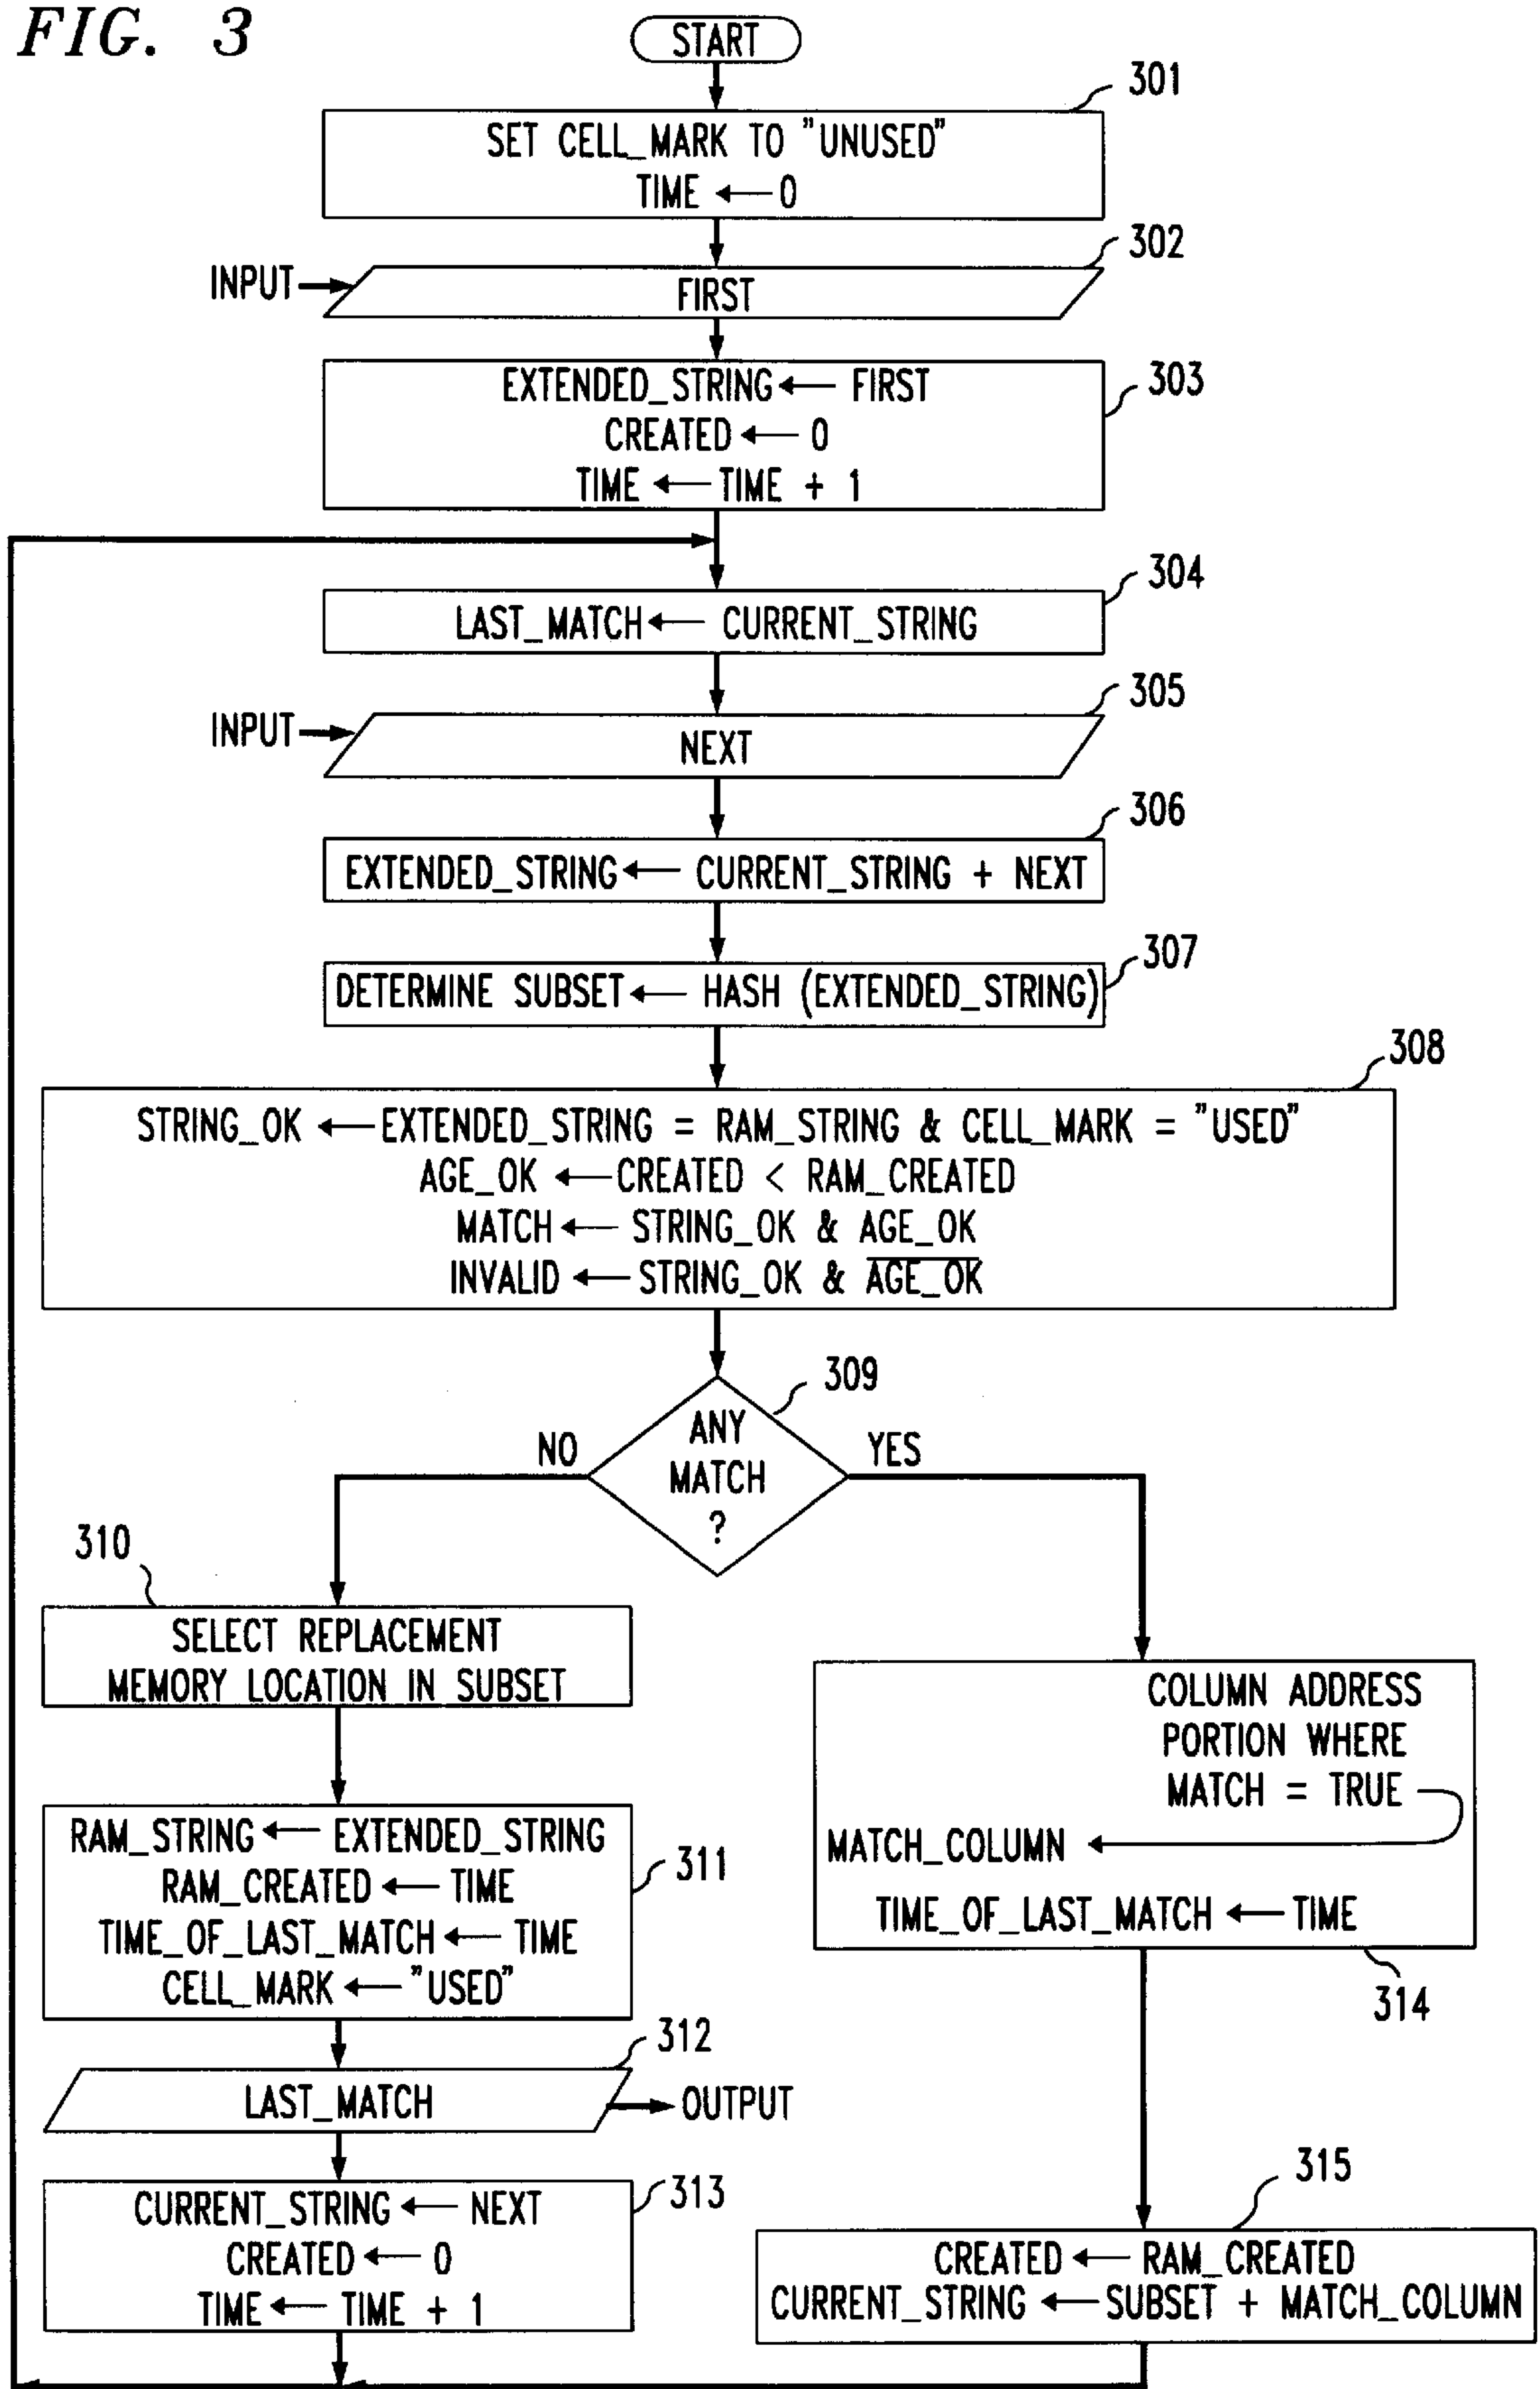 FIG. 3
START
301
SET CELL_MARK TO "UNUSED"
TIME ← 0
302
INPUT
FIRST
303
EXTENDED_STRING ← FIRST
CREATED ← 0
TIME ← TIME + 1
304
LAST_MATCH ← CURRENT_STRING
305
INPUT
NEXT
306
EXTENDED_STRING ← CURRENT_STRING + NEXT
307
DETERMINE SUBSET ← HASH (EXTENDED_STRING)
308
STRING_OK ← EXTENDED_STRING = RAM_STRING & CELL_MARK = "USED"
AGE_OK ← CREATED < RAM_CREATED
MATCH ← STRING_OK & AGE_OK
INVALID ← STRING_OK & A̅G̅E̅_̅O̅K̅
309
ANY
MATCH
?
NO
YES
310
SELECT REPLACEMENT
MEMORY LOCATION IN SUBSET
311
RAM_STRING ← EXTENDED_STRING
RAM_CREATED ← TIME
TIME_OF_LAST_MATCH ← TIME
CELL_MARK ← "USED"
312
LAST_MATCH
OUTPUT
313
CURRENT_STRING ← NEXT
CREATED ← 0
TIME ← TIME + 1
COLUMN ADDRESS
PORTION WHERE
MATCH = TRUE
MATCH_COLUMN ←
TIME_OF_LAST_MATCH ← TIME
314
315
CREATED ← RAM_CREATED
CURRENT_STRING ← SUBSET + MATCH_COLUMN